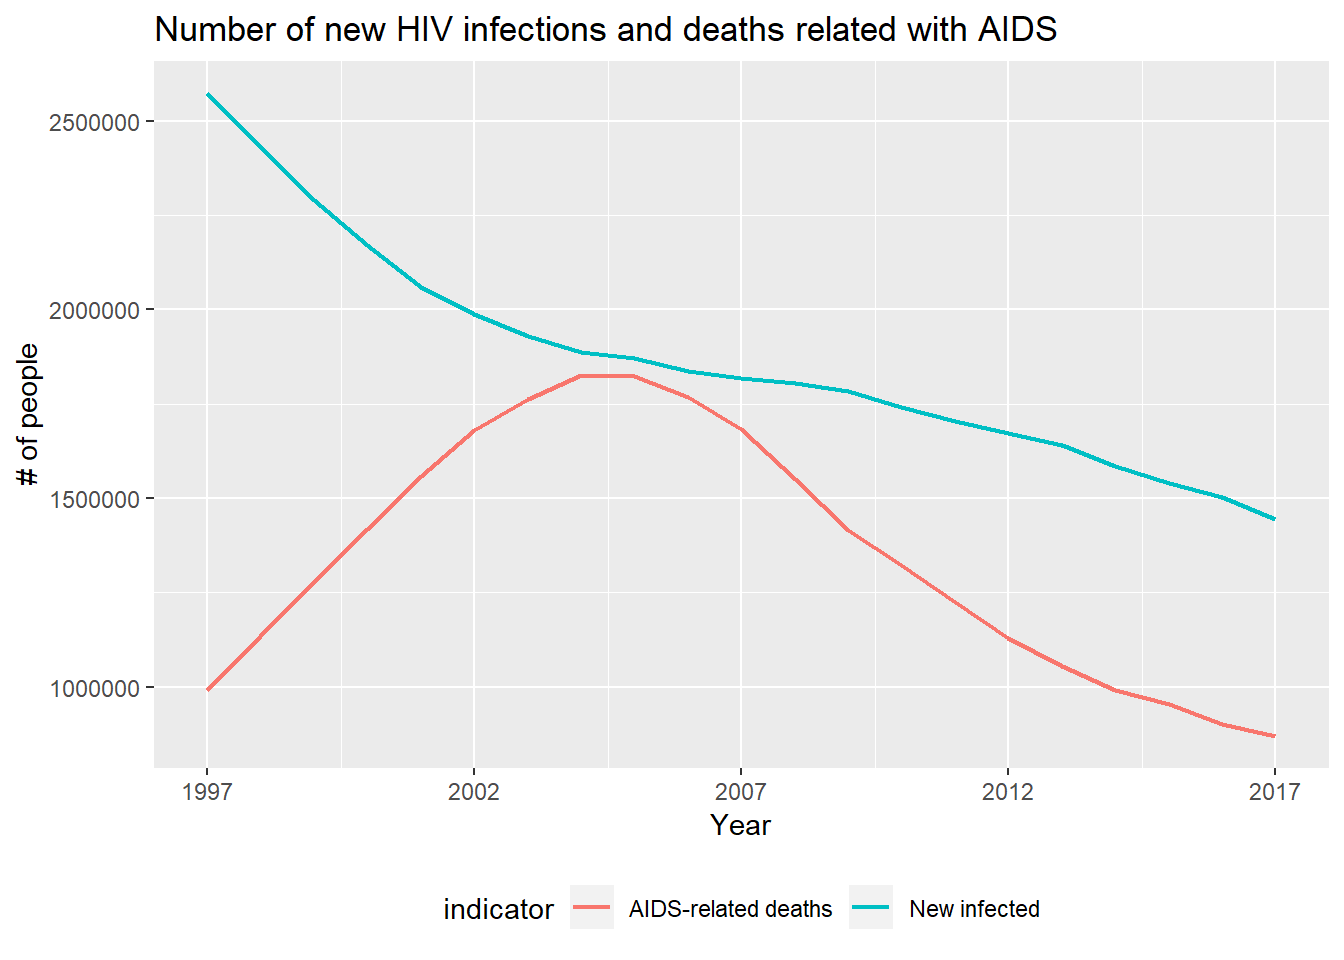 Number of new HIV infections and deaths related with AIDS
2500000
2000000
1500000
1000000
# of people
1997 2002 2007 2012 2017
Year
indicator AIDS-related deaths New infected